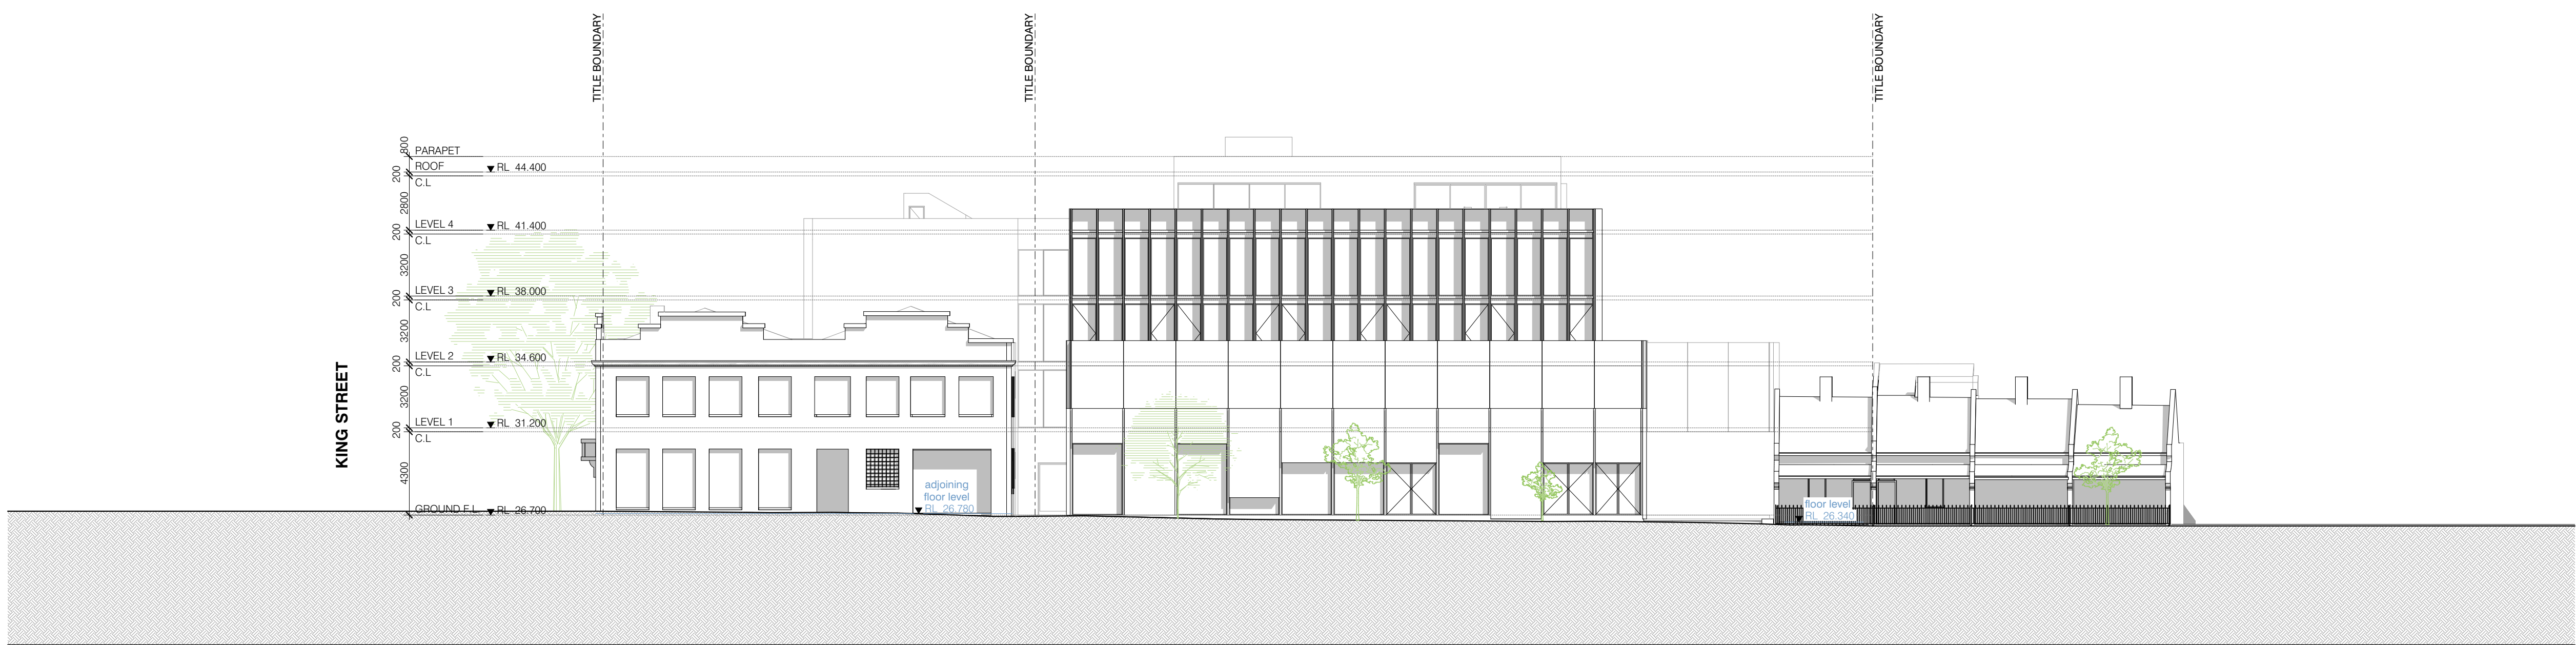 TITLE BOUNDARY
TITLE BOUNDARY
TITLE BOUNDARY
800
PARAPET
ROOF
RL 44.400
200
C.L
2800
LEVEL 4
RL 41.400
200
C.L
3200
LEVEL 3
RL 38.000
200
C.L
3200
LEVEL 2
RL 34.600
200
C.L
3200
LEVEL 1
RL 31.200
200
C.L
4300
GROUND F.L.
RL 26.700
KING STREET
adjoining
floor level
RL 26.780
floor level
RL 26.340